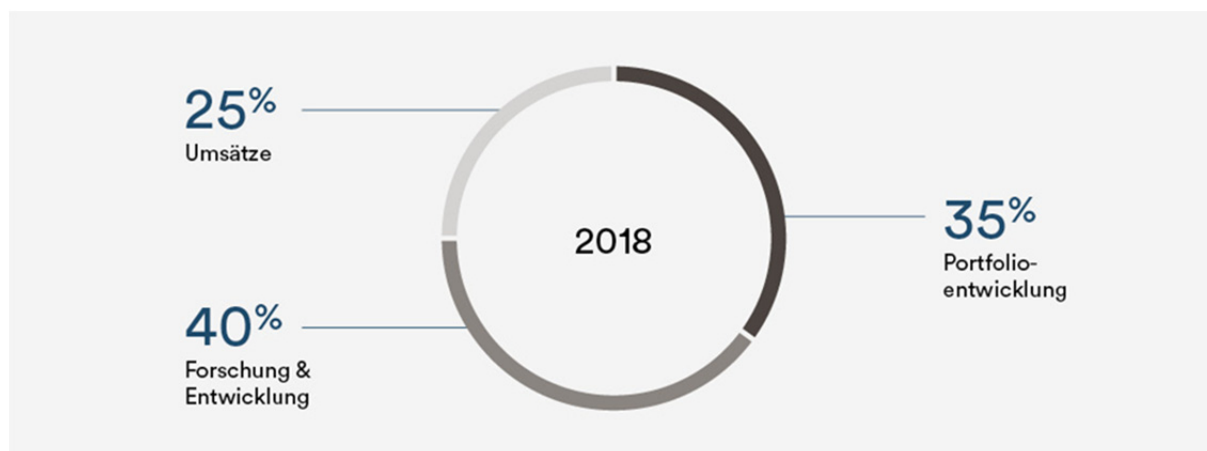 25%
Umsätze
2018
35%
Portfolio-
entwicklung
40%
Forschung &
Entwicklung